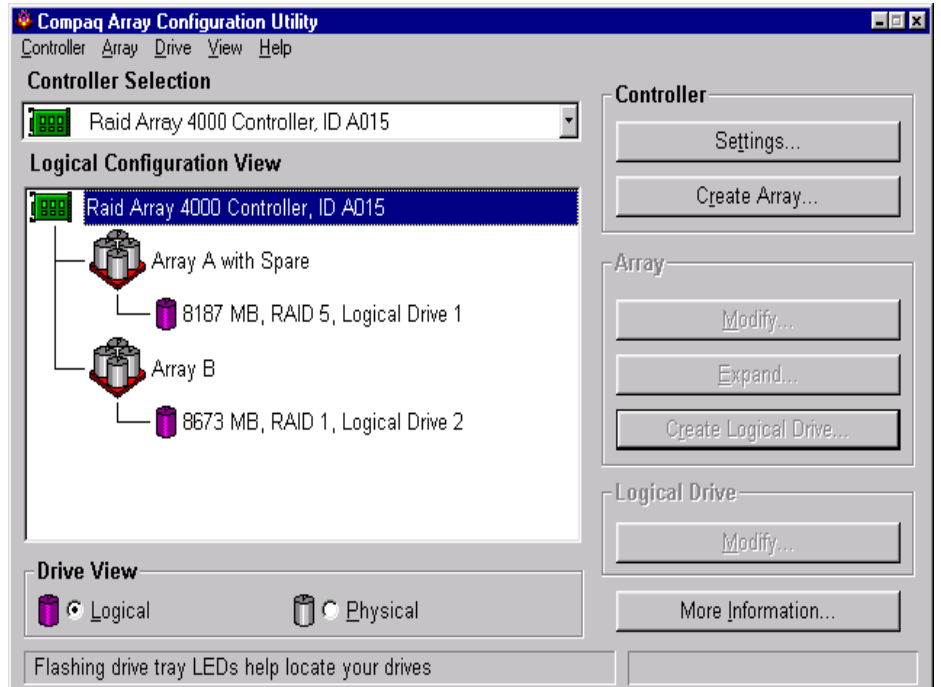 Compaq Array Configuration Utility
Controller Array Drive View Help
Controller Selection
Raid Array 4000 Controller, ID A015
Logical Configuration View
Raid Array 4000 Controller, ID A015
Array A with Spare
8187 MB, RAID 5, Logical Drive 1
Array B
8673 MB, RAID 1, Logical Drive 2
Drive View
Logical
Physical
Controller
Settings...
Create Array...
Array
Modify...
Expand...
Create Logical Drive...
Logical Drive
Modify...
More Information...
Flashing drive tray LEDs help locate your drives